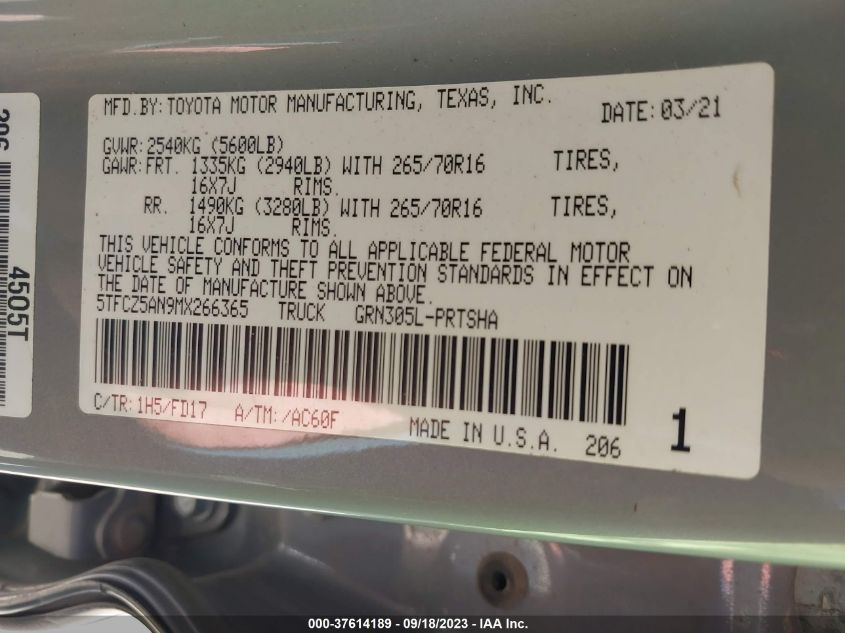 MFD.BY:TOYOTA MOTOR MANUFACTURING, TEXAS, INC. DATE:03/21
GVWR:2540KG (5600LB)
GAWR:FRT. 1335KG (2940LB) WITH 265/70R16 TIRES,
16X7J RIMS.
RR. 1490KG (3280LB) WITH 265/70R16 TIRES,
16X7J RIMS.
THIS VEHICLE CONFORMS TO ALL APPLICABLE FEDERAL MOTOR
VEHICLE SAFETY AND THEFT PREVENTION STANDARDS IN EFFECT ON
THE DATE OF MANUFACTURE SHOWN ABOVE.
5TFCZ5AN9MX266365 TRUCK GRN305L-PRTSHA
C/TR:1H5/FD17 A/TM:/AC60F MADE IN U.S.A. 206 1
206
4505T
000-37614189 - 09/18/2023 - IAA Inc.